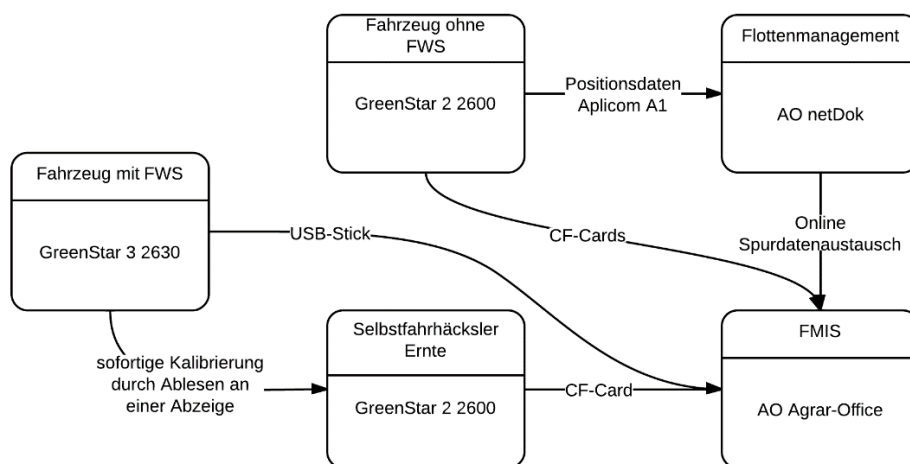 Fahrzeug ohne
FWS
GreenStar 2 2600
Positionsdaten
Aplicom A1
Flottenmanagement
AO netDok
Fahrzeug mit FWS
GreenStar 3 2630
USB-Stick
CF-Cards
Online
Spurdatenaustausch
sofortige Kalibrierung
durch Ablesen an
einer Abzeige
Selbstfahrhäcksler
Ernte
GreenStar 2 2600
CF-Card
FMIS
AO Agrar-Office